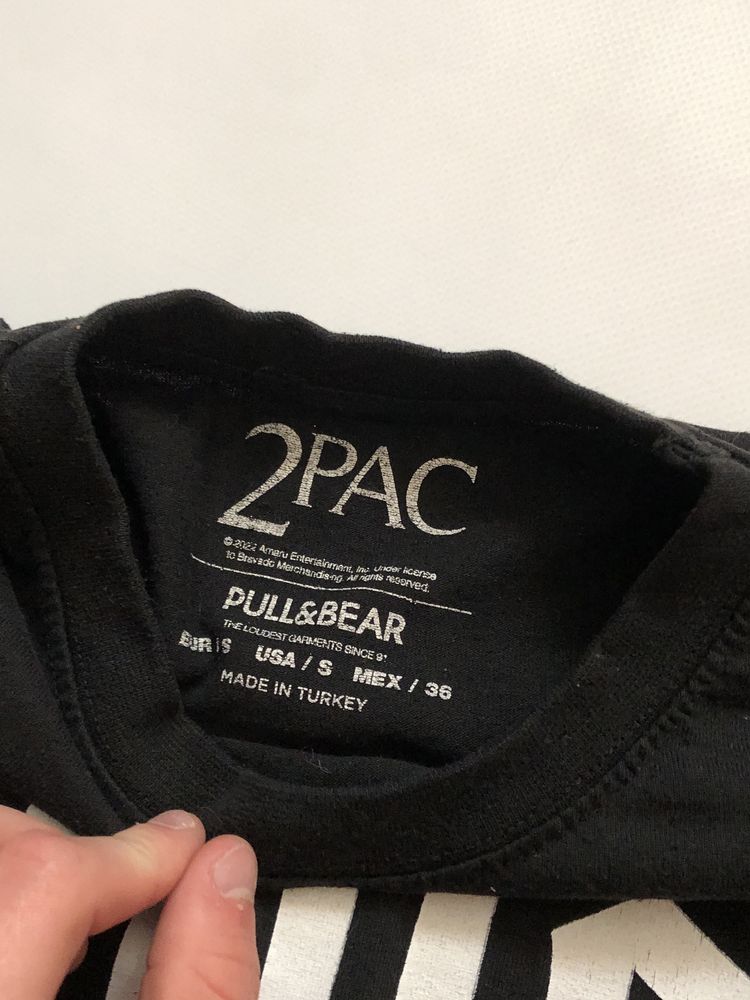 2PAC
© 2022 Amaru Entertainment, Inc. Under license
to Bravado Merchandising. All rights reserved.
PULL&BEAR
THE LOUDEST GARMENTS SINCE 91
EUR S USA / S MEX / 36
MADE IN TURKEY